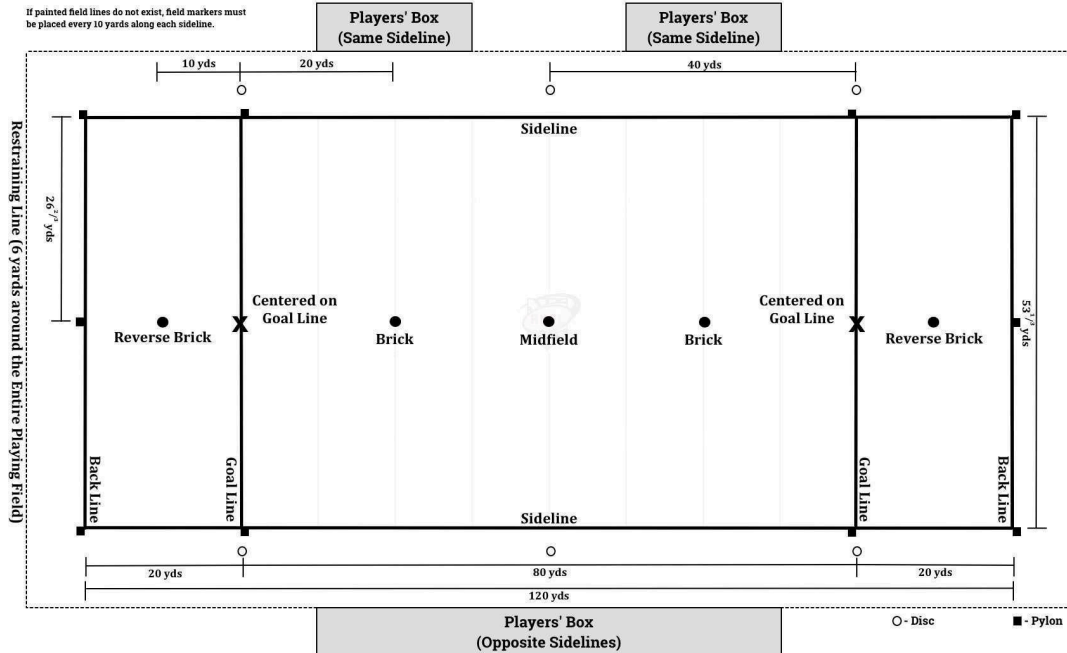 If painted field lines do not exist, field markers must
be placed every 10 yards along each sideline.
Players' Box
(Same Sideline)
Players' Box
(Same Sideline)
10 yds
20 yds
40 yds
Sideline
Restraining Line (6 yards around the Entire Playing Field)
26 2/3 yds
53 1/3 yds
Centered on
Goal Line
Centered on
Goal Line
Reverse Brick
Brick
Midfield
Brick
Reverse Brick
Back Line
Goal Line
Goal Line
Back Line
Sideline
20 yds
80 yds
20 yds
120 yds
Players' Box
(Opposite Sidelines)
- Disc
- Pylon